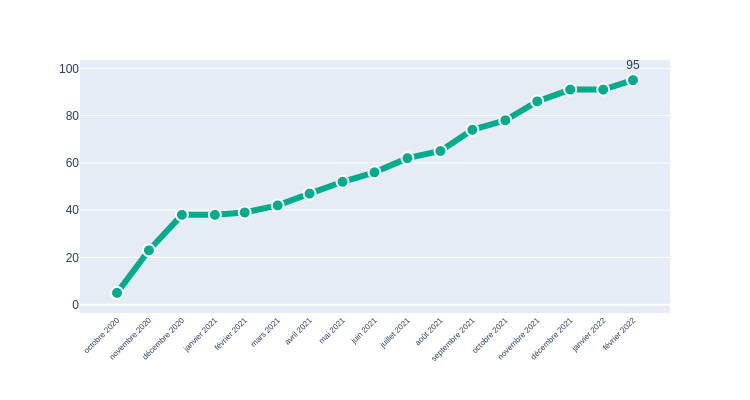 95
100
80
60
40
20
0
octobre 2020
novembre 2020
décembre 2020
janvier 2021
février 2021
mars 2021
avril 2021
mai 2021
juin 2021
juillet 2021
août 2021
septembre 2021
octobre 2021
novembre 2021
décembre 2021
janvier 2022
février 2022